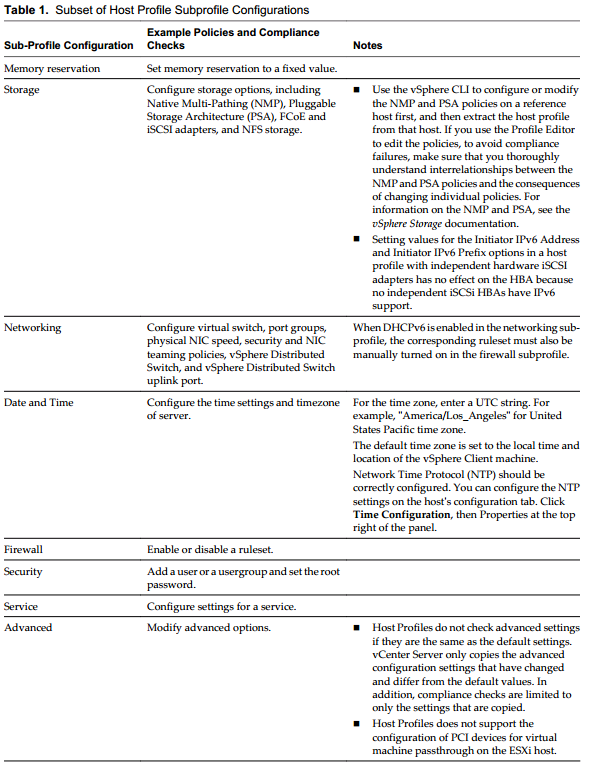 Table 1. Subset of Host Profile Subprofile Configurations
Sub-Profile Configuration
Example Policies and Compliance
Checks
Notes
Memory reservation
Set memory reservation to a fixed value.
Storage
Configure storage options, including
Native Multi-Pathing (NMP), Pluggable
Storage Architecture (PSA), FCoE and
iSCSI adapters, and NFS storage.
■ Use the vSphere CLI to configure or modify
the NMP and PSA policies on a reference
host first, and then extract the host profile
from that host. If you use the Profile Editor
to edit the policies, to avoid compliance
failures, make sure that you thoroughly
understand interrelationships between the
NMP and PSA policies and the consequences
of changing individual policies. For
information on the NMP and PSA, see the
vSphere Storage documentation.
■ Setting values for the Initiator IPv6 Address
and Initiator IPv6 Prefix options in a host
profile with independent hardware iSCSI
adapters has no effect on the HBA because
no independent iSCSi HBAs have IPv6
support.
Networking
Configure virtual switch, port groups,
physical NIC speed, security and NIC
teaming policies, vSphere Distributed
Switch, and vSphere Distributed Switch
uplink port.
When DHCPv6 is enabled in the networking sub-
profile, the corresponding ruleset must also be
manually turned on in the firewall subprofile.
Date and Time
Configure the time settings and timezone
of server.
For the time zone, enter a UTC string. For
example, "America/Los_Angeles" for United
States Pacific time zone.
The default time zone is set to the local time and
location of the vSphere Client machine.
Network Time Protocol (NTP) should be
correctly configured. You can configure the NTP
settings on the host's configuration tab. Click
Time Configuration, then Properties at the top
right of the panel.
Firewall
Enable or disable a ruleset.
Security
Add a user or a usergroup and set the root
password.
Service
Configure settings for a service.
Advanced
Modify advanced options.
■ Host Profiles do not check advanced settings
if they are the same as the default settings.
vCenter Server only copies the advanced
configuration settings that have changed
and differ from the default values. In
addition, compliance checks are limited to
only the settings that are copied.
■ Host Profiles does not support the
configuration of PCI devices for virtual
machine passthrough on the ESXi host.